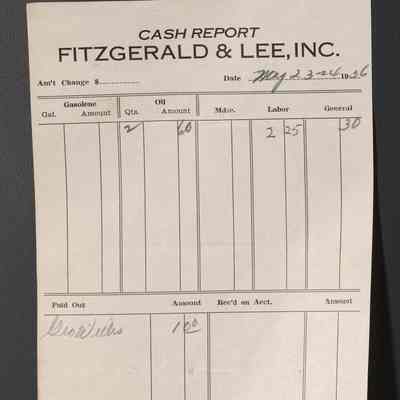 CASH REPORT
FITZGERALD & LEE, INC.
Am't Change $ ............ Date May 23-24 1936
Gasolene Oil
Gal. Amount Qts. Amount Mdse. Labor General
2 60 2 25 30
Paid Out Amount Rec'd on Acct. Amount
1 00